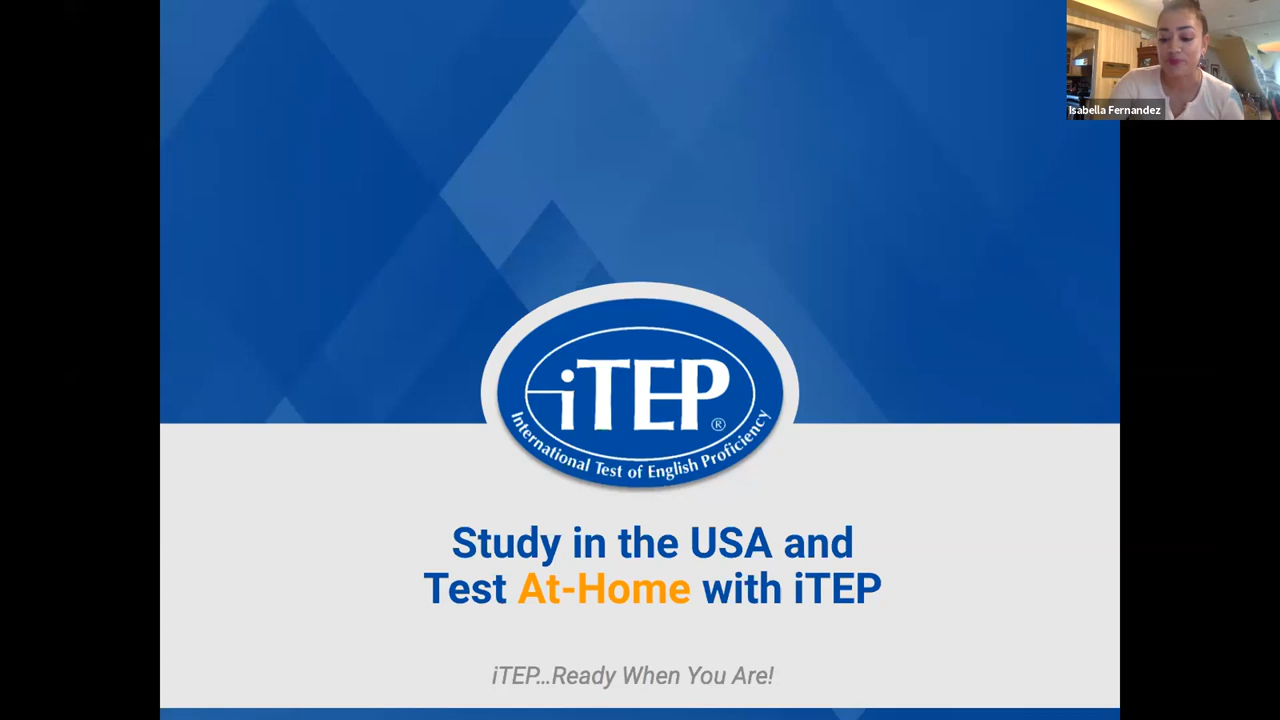 Isabella Fernandez
iTEP®
International Test of English Proficiency
Study in the USA and
Test At-Home with iTEP
iTEP...Ready When You Are!